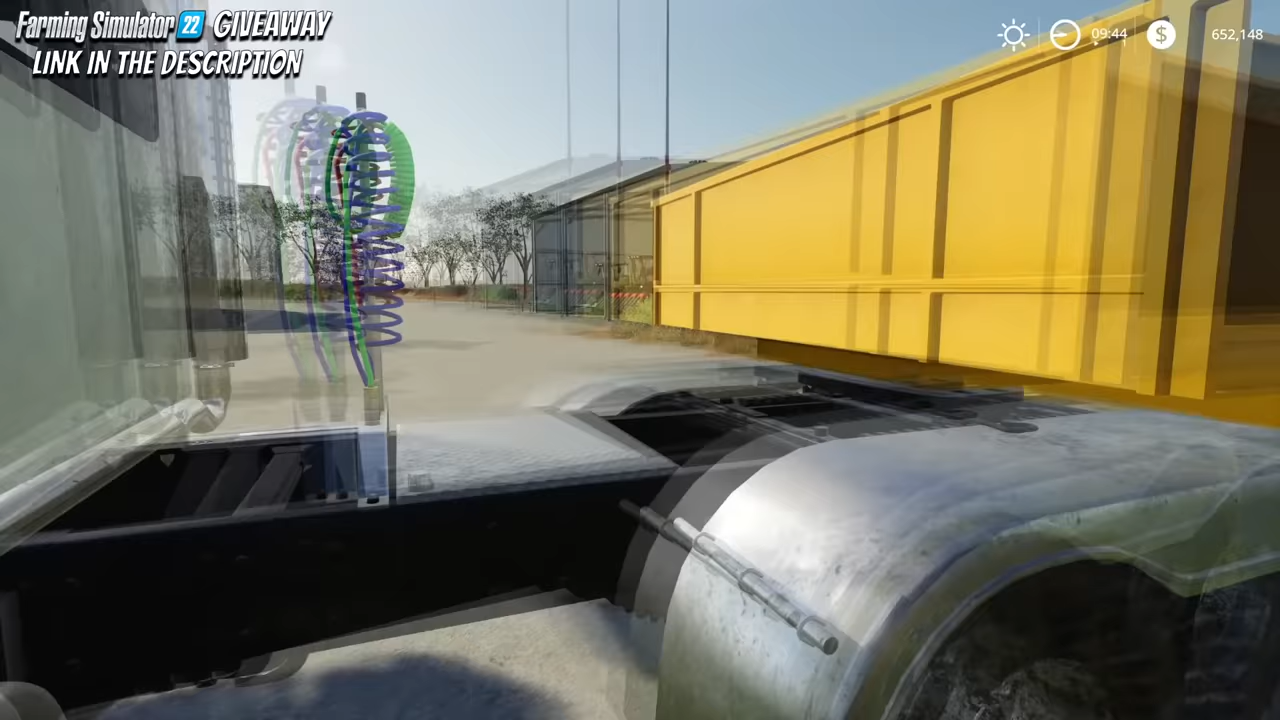 Farming Simulator 22 GIVEAWAY
LINK IN THE DESCRIPTION
09:44
$
652,148